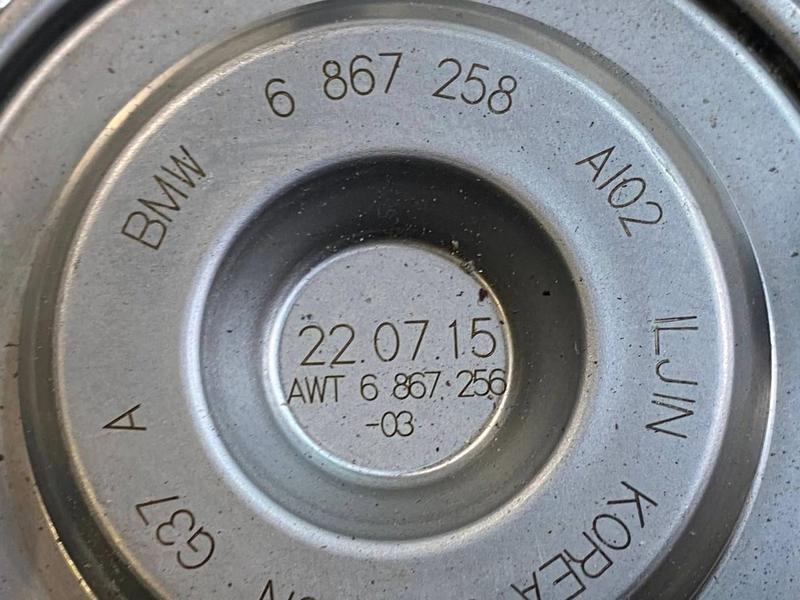 BMW 6 867 258 AI02 ILJIN KOREA
A G37
22.07.15
AWT 6 867 256
-03